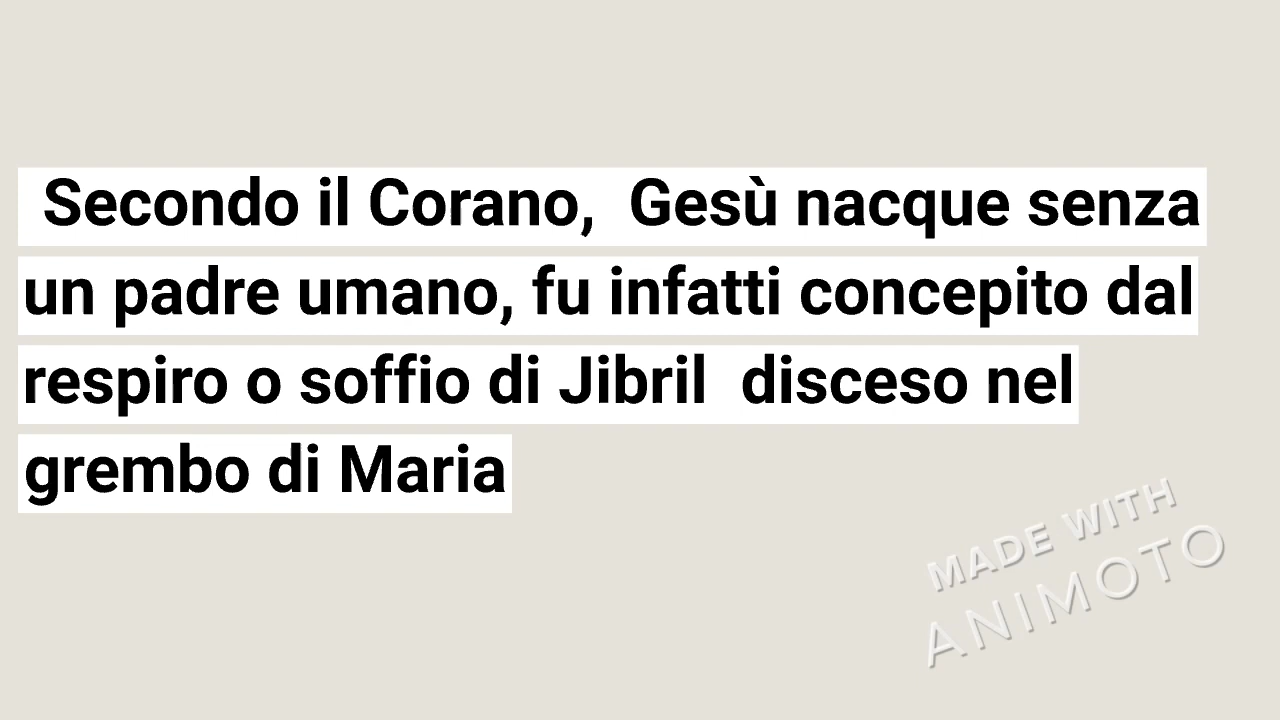 Secondo il Corano,  Gesù nacque senza
un padre umano, fu infatti concepito dal
respiro o soffio di Jibril  disceso nel
grembo di Maria
MADE WITH
ANIMOTO